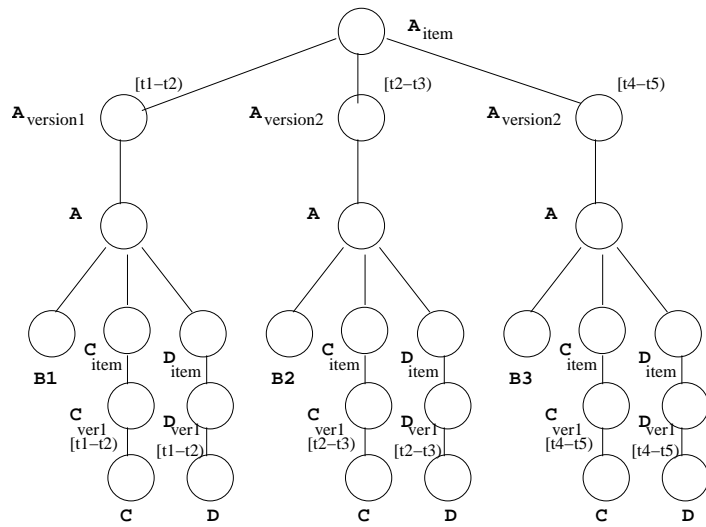 A item
[t1–t2) [t2–t3) [t4–t5)
A version1 A version2 A version2
A A A
C item D item C item D item C item D item
B1 B2 B3
C ver1 D ver1 C ver1 D ver1 C ver1 D ver1
[t1–t2) [t1–t2) [t2–t3) [t2–t3) [t4–t5) [t4–t5)
C D C D C D